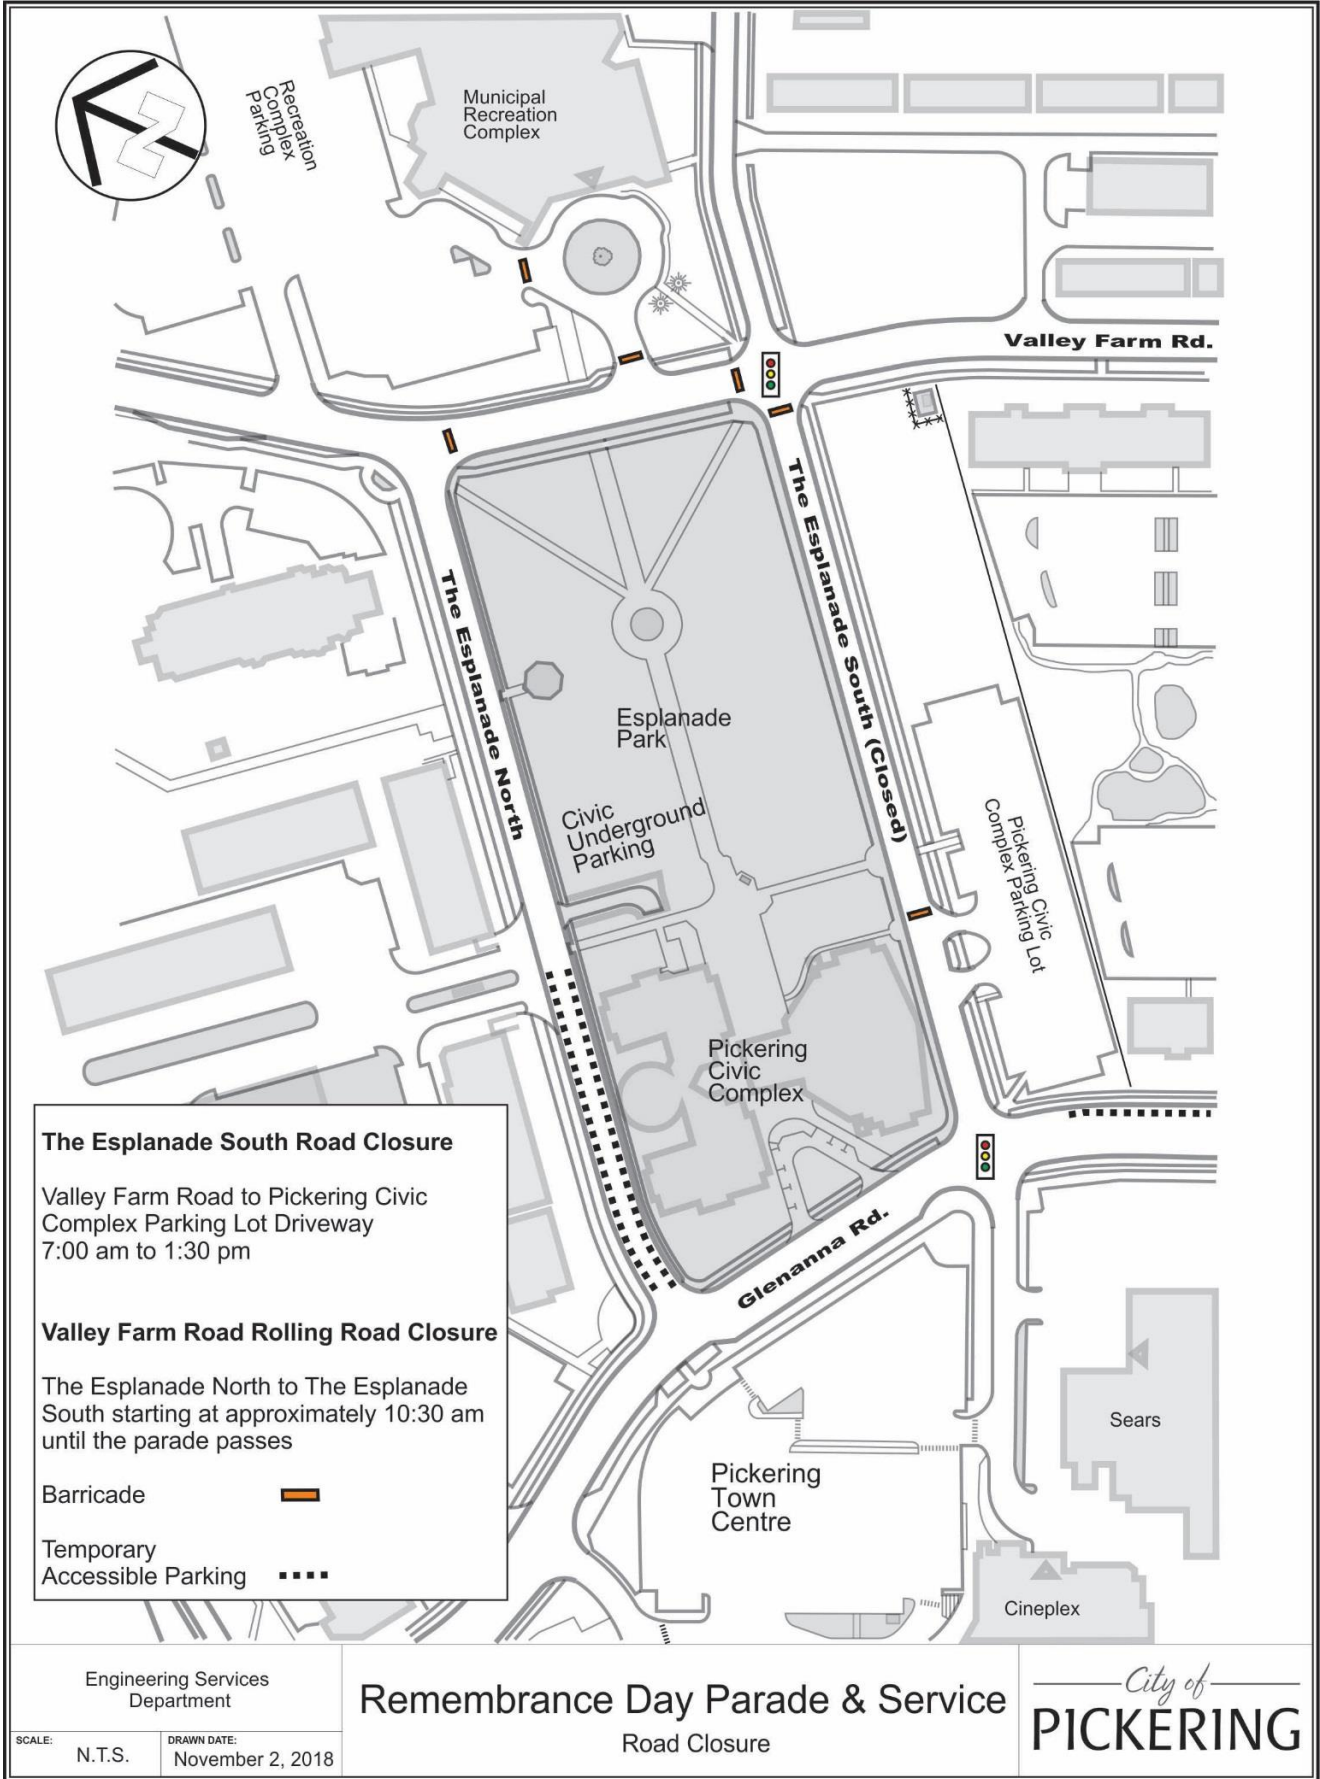 Recreation
Complex
Parking
Municipal
Recreation
Complex
N
Valley Farm Rd.
The Esplanade North
The Esplanade South (Closed)
Esplanade
Park
Civic
Underground
Parking
Pickering Civic
Complex Parking Lot
Pickering
Civic
Complex
Glenanna Rd.
Sears
Pickering
Town
Centre
Cineplex
The Esplanade South Road Closure
Valley Farm Road to Pickering Civic
Complex Parking Lot Driveway
7:00 am to 1:30 pm
Valley Farm Road Rolling Road Closure
The Esplanade North to The Esplanade
South starting at approximately 10:30 am
until the parade passes
Barricade
Temporary
Accessible Parking
Engineering Services
Department
SCALE:
N.T.S.
DRAWN DATE:
November 2, 2018
Remembrance Day Parade & Service
Road Closure
City of
PICKERING